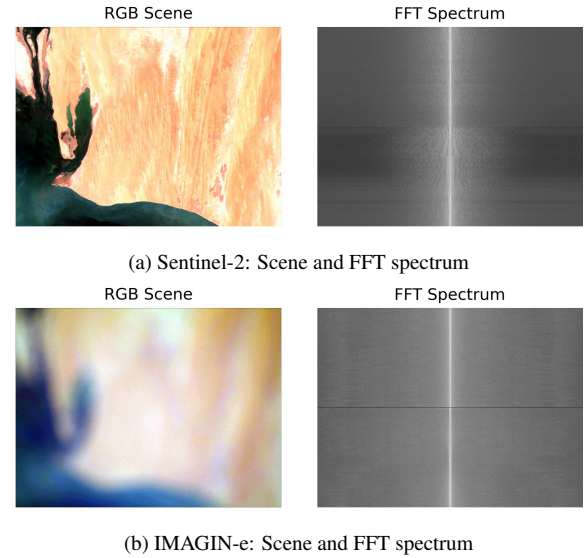 RGB Scene
FFT Spectrum
(a) Sentinel-2: Scene and FFT spectrum
RGB Scene
FFT Spectrum
(b) IMAGIN-e: Scene and FFT spectrum